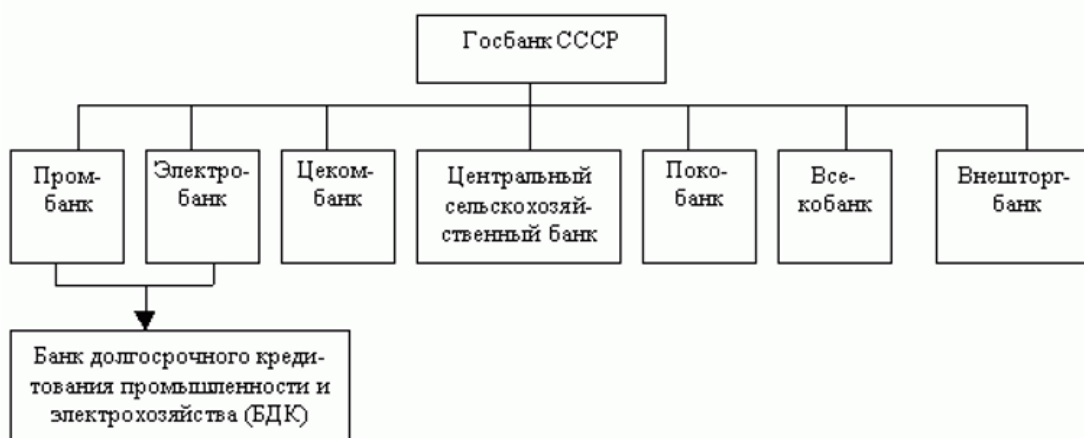 Госбанк СССР
Пром-
банк
Электро-
банк
Цеком-
банк
Центральный
сельскохозяй-
ственный банк
Поко-
банк
Все-
кобанк
Внешторг-
банк
Банк долгосрочного креди-
тования промышленности и
электрохозяйства (БДК)